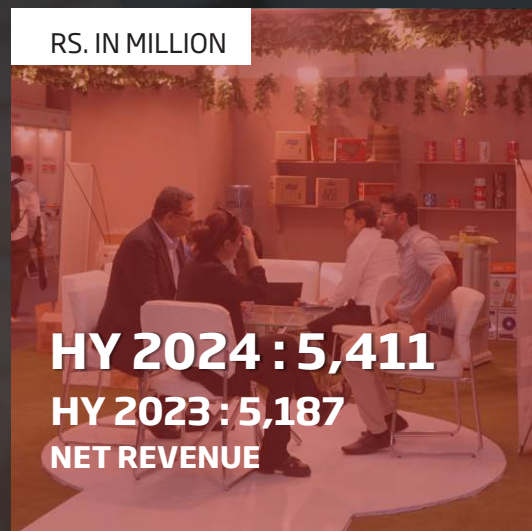 RS. IN MILLION
HY 2024 : 5,411
HY 2023 : 5,187
NET REVENUE